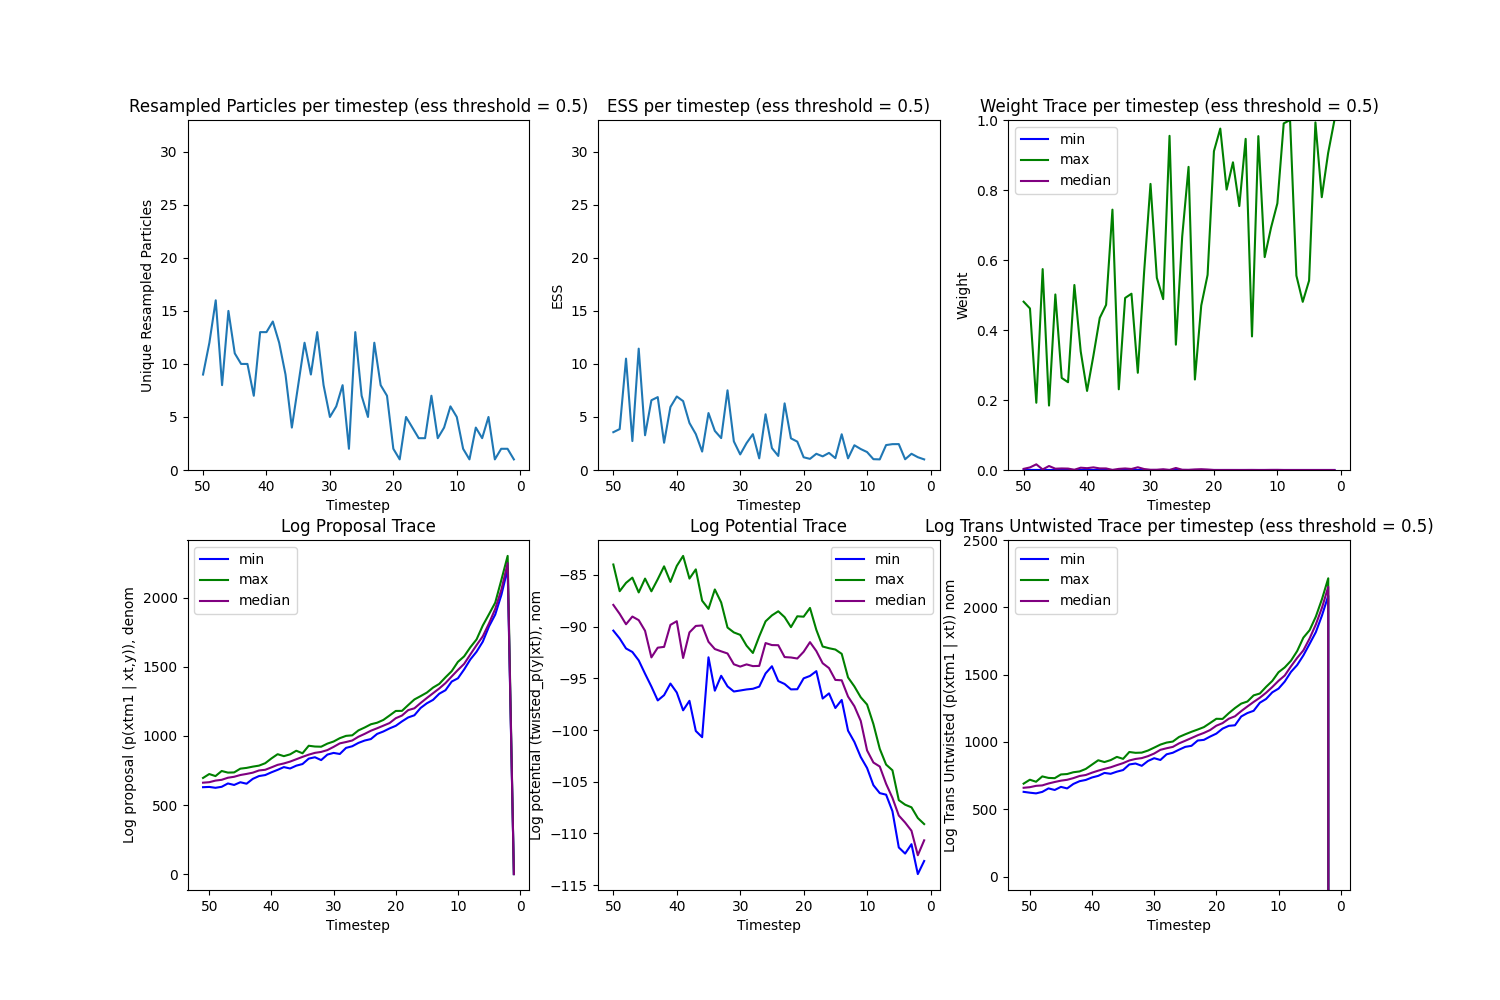 Resampled Particles per timestep (ess threshold = 0.5)
Unique Resampled Particles
30
25
20
15
10
5
0
50 40 30 20 10 0
Timestep
ESS per timestep (ess threshold = 0.5)
ESS
30
25
20
15
10
5
0
50 40 30 20 10 0
Timestep
Weight Trace per timestep (ess threshold = 0.5)
Weight
1.0
0.8
0.6
0.4
0.2
0.0
min
max
median
50 40 30 20 10 0
Timestep
Log Proposal Trace
Log proposal (p(xtm1 | xt,y)), denom
2000
1500
1000
500
0
min
max
median
50 40 30 20 10 0
Timestep
Log Potential Trace
Log potential (twisted_p(y|xt)), nom
−85
−90
−95
−100
−105
−110
−115
min
max
median
50 40 30 20 10 0
Timestep
Log Trans Untwisted Trace per timestep (ess threshold = 0.5)
Log Trans Untwisted (p(xtm1 | xt)) nom
2500
2000
1500
1000
500
0
min
max
median
50 40 30 20 10 0
Timestep